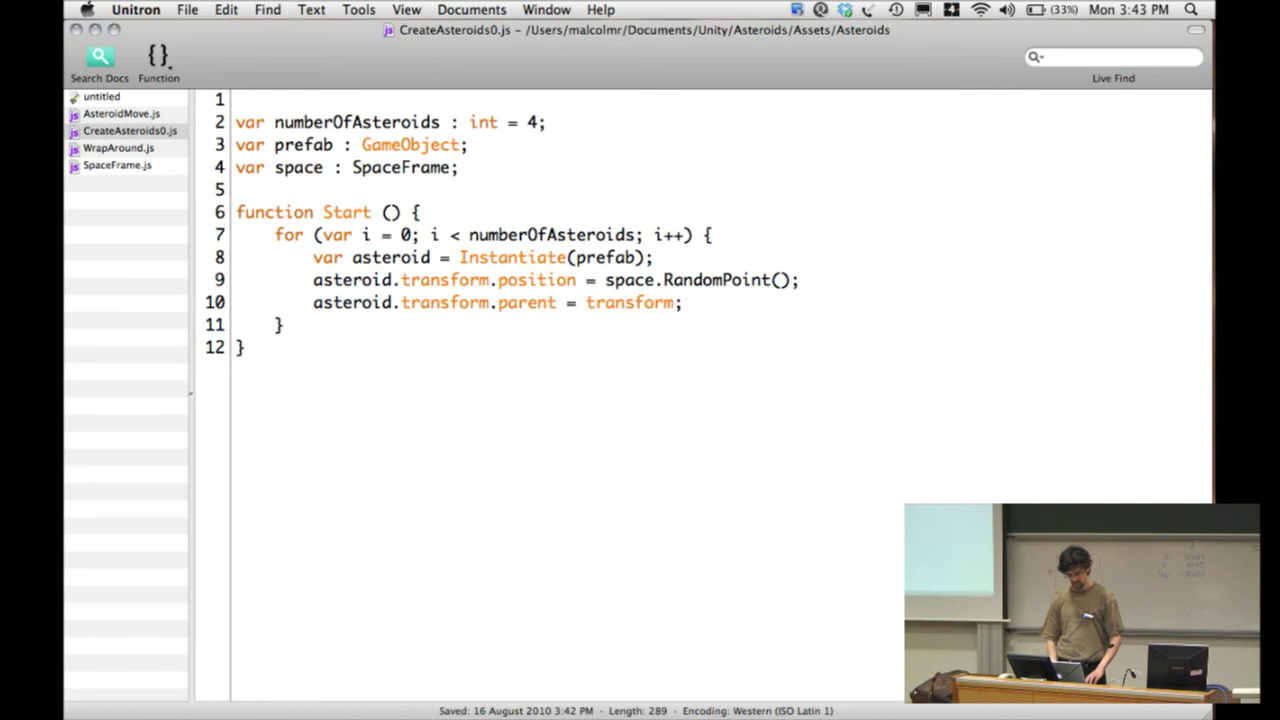 Unitron File Edit Find Text Tools View Documents Window Help (33%) Mon 3:43 PM
CreateAsteroids0.js – /Users/malcolmr/Documents/Unity/Asteroids/Assets/Asteroids
Search Docs Function Live Find
untitled
AsteroidMove.js
CreateAsteroids0.js
WrapAround.js
SpaceFrame.js
1
2 var numberOfAsteroids : int = 4;
3 var prefab : GameObject;
4 var space : SpaceFrame;
5
6 function Start () {
7 for (var i = 0; i < numberOfAsteroids; i++) {
8 var asteroid = Instantiate(prefab);
9 asteroid.transform.position = space.RandomPoint();
10 asteroid.transform.parent = transform;
11 }
12 }
Saved: 16 August 2010 3:42 PM Length: 289 Encoding: Western (ISO Latin 1)